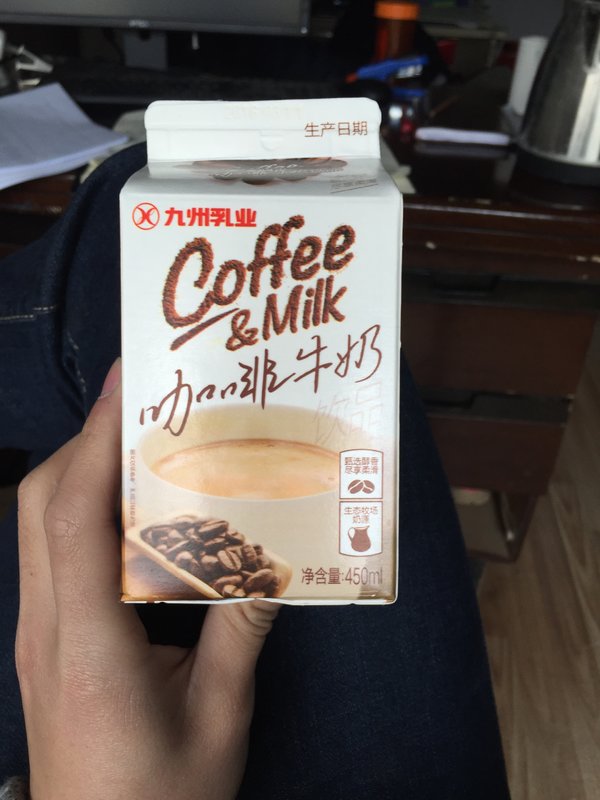 生产日期
九州乳业
Coffee
&Milk
咖啡牛奶
饮品
甄选醇香
尽享柔滑
生态牧场
奶源
净含量:450ml